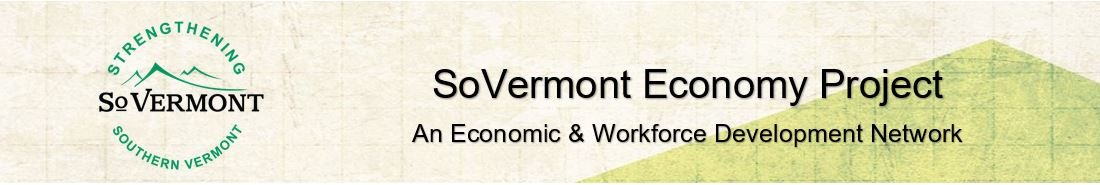 STRENGTHENING
SoVERMONT
SOUTHERN VERMONT
SoVermont Economy Project
An Economic & Workforce Development Network